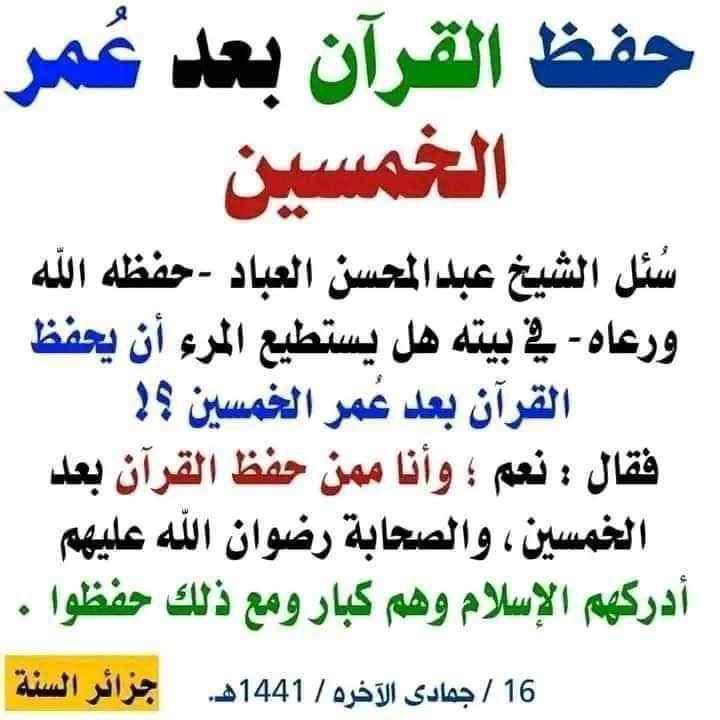 حفظ القرآن بعد عُمر
الخمسين
سُئل الشيخ عبدالمحسن العباد -حفظه الله
ورعاه- في بيته هل يستطيع المرء أن يحفظ
القرآن بعد عُمر الخمسين ؟!
فقال : نعم ؛ وأنا ممن حفظ القرآن بعد
الخمسين، والصحابة رضوان الله عليهم
أدركهم الإسلام وهم كبار ومع ذلك حفظوا .
16 / جمادى الآخره / 1441هـ.
جزائر السنة